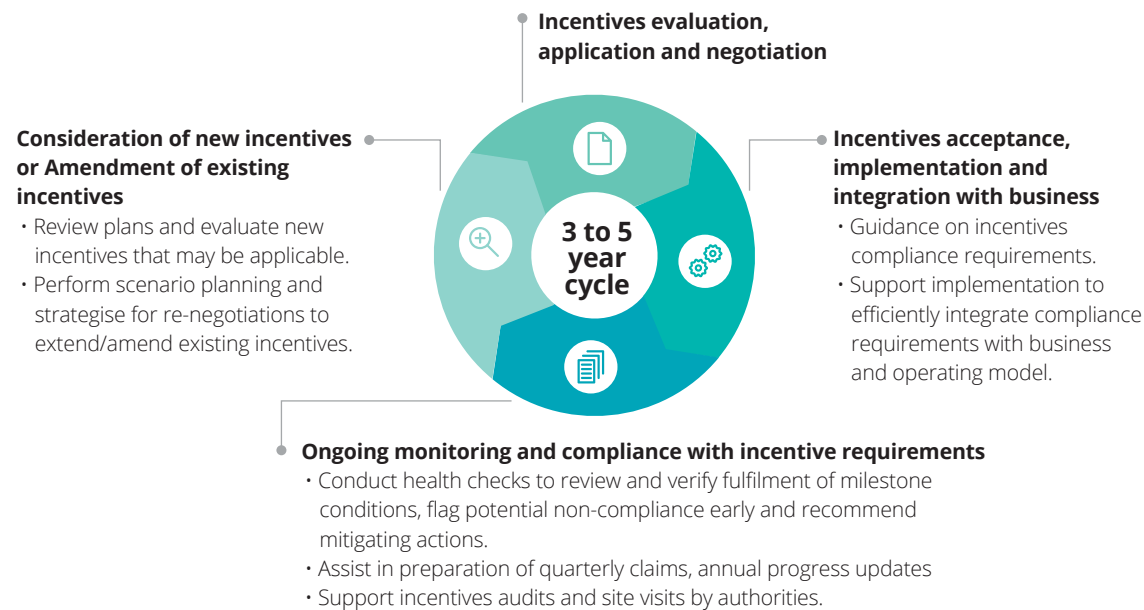 Incentives evaluation,
application and negotiation
Consideration of new incentives
or Amendment of existing
incentives
· Review plans and evaluate new
incentives that may be applicable.
· Perform scenario planning and
strategise for re-negotiations to
extend/amend existing incentives.
3 to 5
year
cycle
Incentives acceptance,
implementation and
integration with business
· Guidance on incentives
compliance requirements.
· Support implementation to
efficiently integrate compliance
requirements with business
and operating model.
Ongoing monitoring and compliance with incentive requirements
· Conduct health checks to review and verify fulfilment of milestone
conditions, flag potential non-compliance early and recommend
mitigating actions.
· Assist in preparation of quarterly claims, annual progress updates
· Support incentives audits and site visits by authorities.